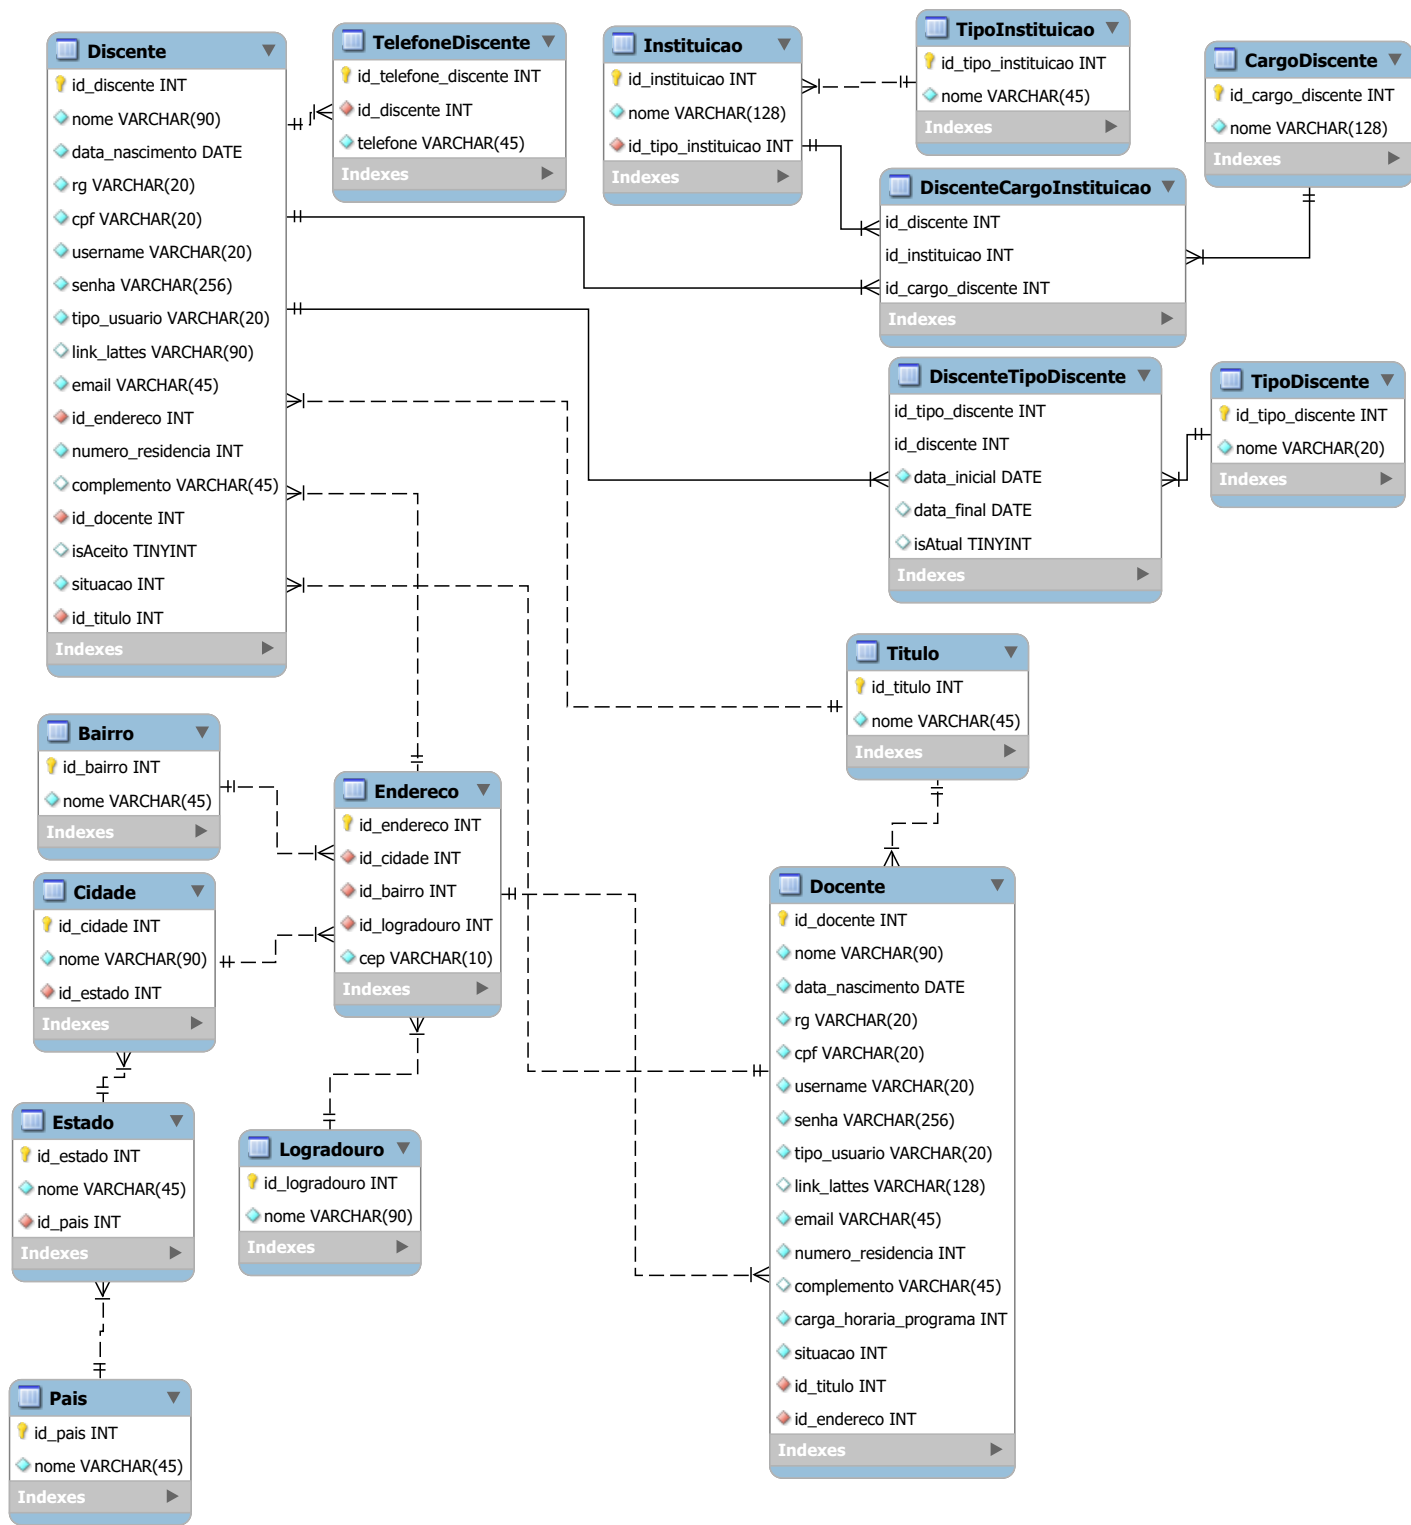 Discente
id_discente INT
nome VARCHAR(90)
data_nascimento DATE
rg VARCHAR(20)
cpf VARCHAR(20)
username VARCHAR(20)
senha VARCHAR(256)
tipo_usuario VARCHAR(20)
link_lattes VARCHAR(90)
email VARCHAR(45)
id_endereco INT
numero_residencia INT
complemento VARCHAR(45)
id_docente INT
isAceito TINYINT
situacao INT
id_titulo INT
Indexes
TelefoneDiscente
id_telefone_discente INT
id_discente INT
telefone VARCHAR(45)
Indexes
Instituicao
id_instituicao INT
nome VARCHAR(128)
id_tipo_instituicao INT
Indexes
TipoInstituicao
id_tipo_instituicao INT
nome VARCHAR(45)
Indexes
CargoDiscente
id_cargo_discente INT
nome VARCHAR(128)
Indexes
DiscenteCargoInstituicao
id_discente INT
id_instituicao INT
id_cargo_discente INT
Indexes
DiscenteTipoDiscente
id_tipo_discente INT
id_discente INT
data_inicial DATE
data_final DATE
isAtual TINYINT
Indexes
TipoDiscente
id_tipo_discente INT
nome VARCHAR(20)
Indexes
Titulo
id_titulo INT
nome VARCHAR(45)
Indexes
Bairro
id_bairro INT
nome VARCHAR(45)
Indexes
Endereco
id_endereco INT
id_cidade INT
id_bairro INT
id_logradouro INT
cep VARCHAR(10)
Indexes
Cidade
id_cidade INT
nome VARCHAR(90)
id_estado INT
Indexes
Docente
id_docente INT
nome VARCHAR(90)
data_nascimento DATE
rg VARCHAR(20)
cpf VARCHAR(20)
username VARCHAR(20)
senha VARCHAR(256)
tipo_usuario VARCHAR(20)
link_lattes VARCHAR(128)
email VARCHAR(45)
numero_residencia INT
complemento VARCHAR(45)
carga_horaria_programa INT
situacao INT
id_titulo INT
id_endereco INT
Indexes
Estado
id_estado INT
nome VARCHAR(45)
id_pais INT
Indexes
Logradouro
id_logradouro INT
nome VARCHAR(90)
Indexes
Pais
id_pais INT
nome VARCHAR(45)
Indexes